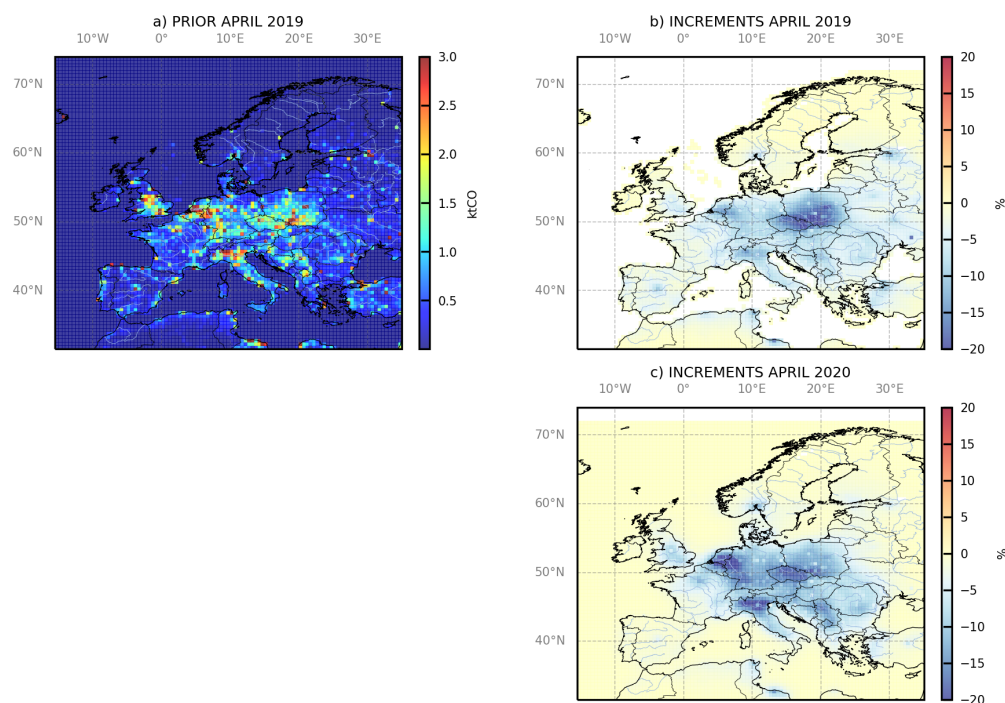 a) PRIOR APRIL 2019
10°W 0° 10°E 20°E 30°E
70°N
60°N
50°N
40°N
3.0
2.5
2.0
1.5
1.0
0.5
ktCO
b) INCREMENTS APRIL 2019
10°W 0° 10°E 20°E 30°E
70°N
60°N
50°N
40°N
20
15
10
5
0
−5
−10
−15
−20
%
c) INCREMENTS APRIL 2020
10°W 0° 10°E 20°E 30°E
70°N
60°N
50°N
40°N
20
15
10
5
0
−5
−10
−15
−20
%